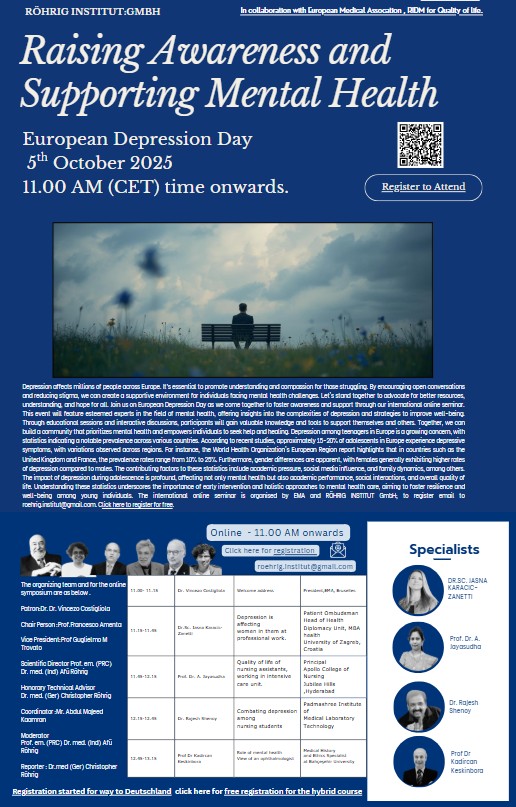 RÖHRIG INSTITUT:GMBH
In collaboration with European Medical Assocation , RIDM for Quality of life.
Raising Awareness and
Supporting Mental Health
European Depression Day
5th October 2025
11.00 AM (CET) time onwards.
Register to Attend
Depression affects millions of people across Europe. It's essential to promote understanding and compassion for those struggling. By encouraging open conversations
and reducing stigma, we can create a supportive environment for individuals facing mental health challenges. Let's stand together to advocate for better resources,
understanding, and hope for all. Join us on European Depression Day as we come together to foster awareness and support through our international online seminar.
This event will feature esteemed experts in the field of mental health, offering insights into the complexities of depression and strategies to improve well-being.
Through educational sessions and interactive discussions, participants will gain valuable knowledge and tools to support themselves and others. Together, we can
build a community that prioritizes mental health and empowers individuals to seek help and healing. Depression among teenagers in Europe is a growing concern, with
statistics indicating a notable prevalence across various countries. According to recent studies, approximately 15-20% of adolescents in Europe experience depressive
symptoms, with variations observed across regions. For instance, the World Health Organization's European Region report highlights that in countries such as the
United Kingdom and France, the prevalence rates range from 10% to 25%. Furthermore, gender differences are apparent, with females generally exhibiting higher rates
of depression compared to males. The contributing factors to these statistics include academic pressure, social media influence, and family dynamics, among others.
The impact of depression during adolescence is profound, affecting not only mental health but also academic performance, social interactions, and overall quality of
life. Understanding these statistics underscores the importance of early intervention and holistic approaches to mental health care, aiming to foster resilience and
well-being among young individuals. The international online seminar is organised by EMA and RÖHRIG INSTITUT GmbH, to register email to
roehrig.institut@gmail.com. Click here to register for free.
Online - 11.00 AM onwards
Click here for registration
roehrig.institut@gmail.com
The organizing team and for the online
symposium are as below .
Patron:Dr. Dr. Vincezo Costigliola
Chair Person :Prof.Francesco Amenta
Vice President:Prof Guglielmo M
Trovato
Scientific Director Prof. em. (PRC)
Dr. med. (Ind) Afü Röhrig
Honorary Technical Advisor
Dr. med. (Ger) Christopher Röhrig
Coordinator :Mr. Abdul Majeed
Kaamran
Moderator
Prof. em. (PRC) Dr. med. (Ind) Afü
Röhrig
Reporter : Dr.med (Ger) Christopher
Röhrig
11.00- 11.15 Dr. Vincezo Costigliola Welcome address President,EMA, Brusseles
11.15-11.45 Dr.Sc. Jasna Karacic-Zanetti Depression is affecting women in them at professional work. Patient Ombudsman Head of Health Diplomacy Unit, MBA health University of Zagreb, Croatia
11.45-12.15 Prof. Dr. A. Jayasudha Quality of life of nursing assistants, working in intensive care unit. Principal Apollo College of Nursing Jubilee Hills ,Hyderabad
12.15-12.45 Dr. Rajesh Shenoy Combating depression among nursing students Padmashree Institute of Medical Laboratory Technology
12.45-13.15 Prof Dr Kadircan Keskinbora Role of mental health View of an ophthalmologist Medical History and Ethics Specialist at Bahçeşehir University
Specialists
DR.SC. JASNA
KARACIC-
ZANETTI
Prof. Dr. A.
Jayasudha
Dr. Rajesh
Shenoy
Prof Dr
Kadircan
Keskinbora
Registration started for way to Deutschland click here for free registration for the hybrid course